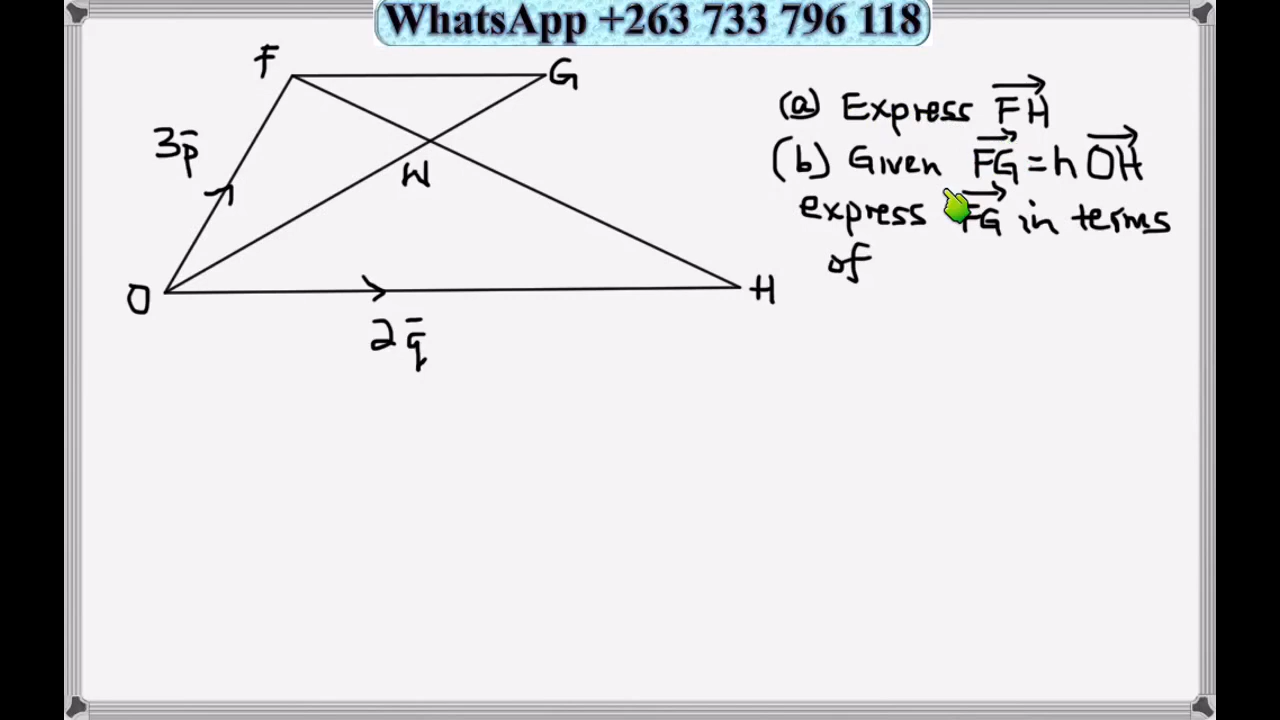 WhatsApp +263 733 796 118
F
G
3p̄
W
O
H
2q̄
(a) Express FH
(b) Given FG = h OH
express FG in terms
of